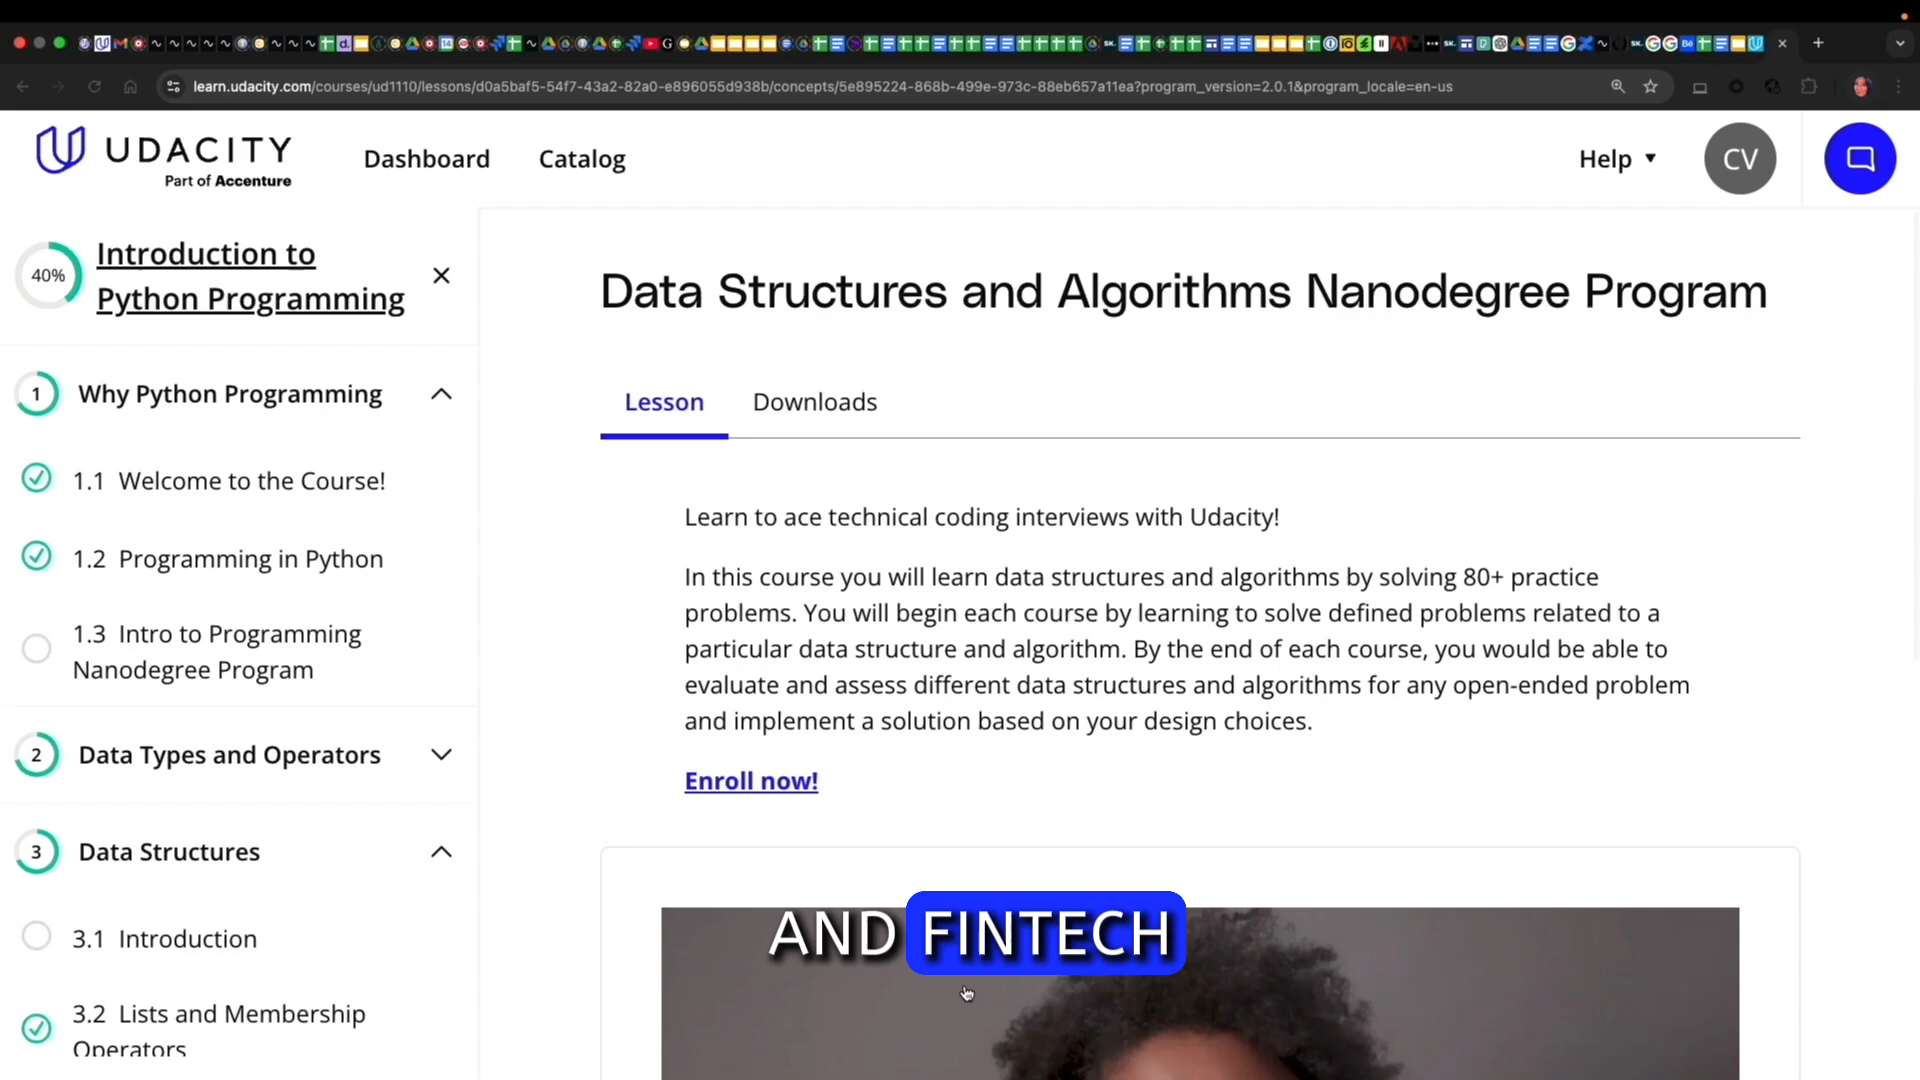 learn.udacity.com/courses/ud1110/lessons/d0a5baf5-54f7-43a2-82a0-e896055d938b/concepts/5e895224-868b-499e-973c-88eb657a11ea?program_version=2.0.1&program_locale=en-us
UDACITY
Part of Accenture
Dashboard
Catalog
Help
CV
40%
Introduction to
Python Programming
1
Why Python Programming
1.1 Welcome to the Course!
1.2 Programming in Python
1.3 Intro to Programming
Nanodegree Program
2
Data Types and Operators
3
Data Structures
3.1 Introduction
3.2 Lists and Membership
Operators
Data Structures and Algorithms Nanodegree Program
Lesson
Downloads
Learn to ace technical coding interviews with Udacity!
In this course you will learn data structures and algorithms by solving 80+ practice
problems. You will begin each course by learning to solve defined problems related to a
particular data structure and algorithm. By the end of each course, you would be able to
evaluate and assess different data structures and algorithms for any open-ended problem
and implement a solution based on your design choices.
Enroll now!
AND FINTECH